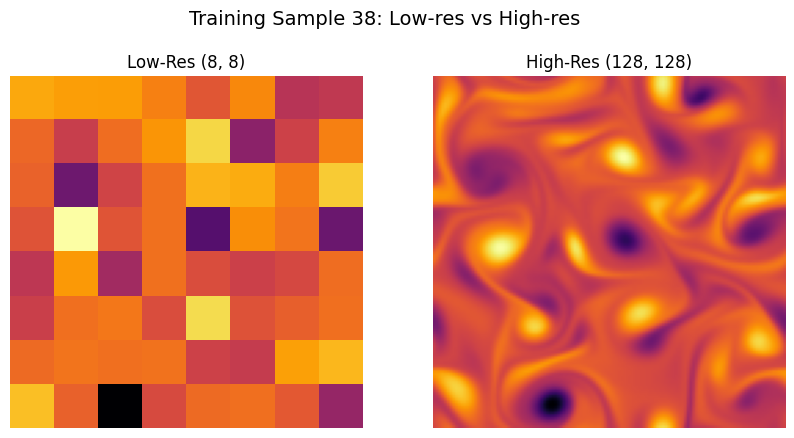 Training Sample 38: Low-res vs High-res
Low-Res (8, 8)
High-Res (128, 128)